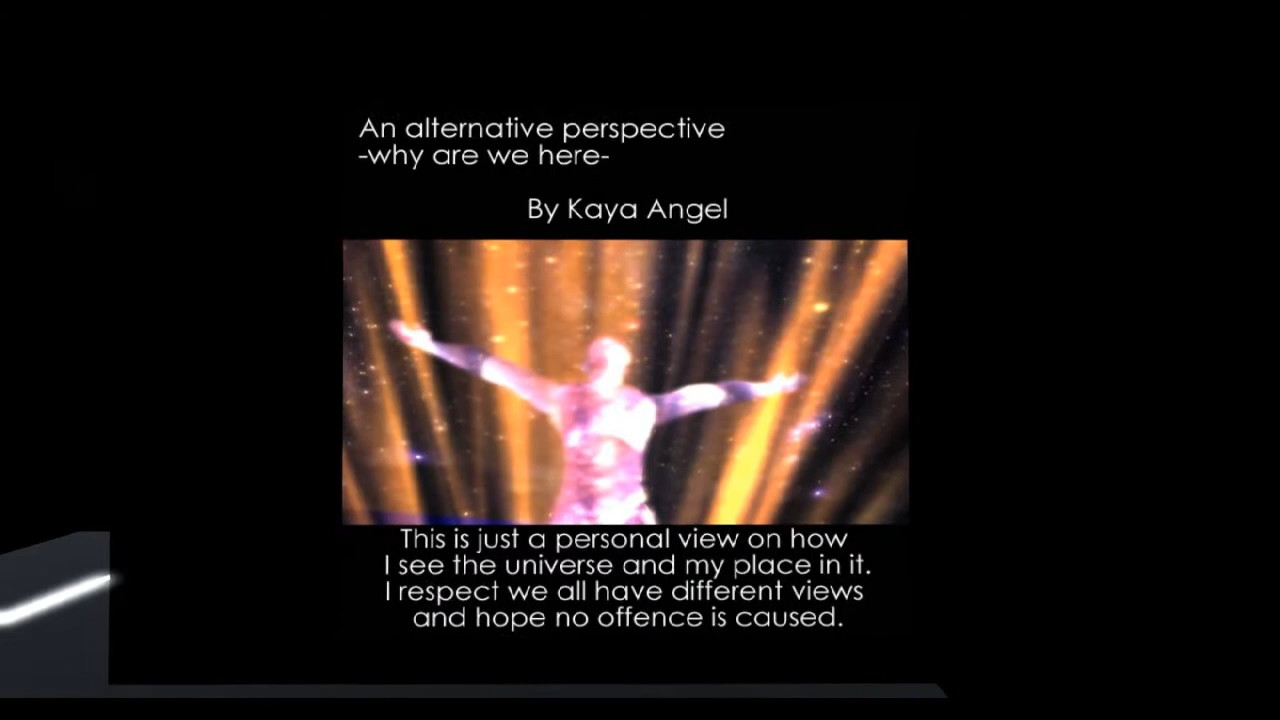 An alternative perspective
-why are we here-
By Kaya Angel
This is just a personal view on how
I see the universe and my place in it.
I respect we all have different views
and hope no offence is caused.